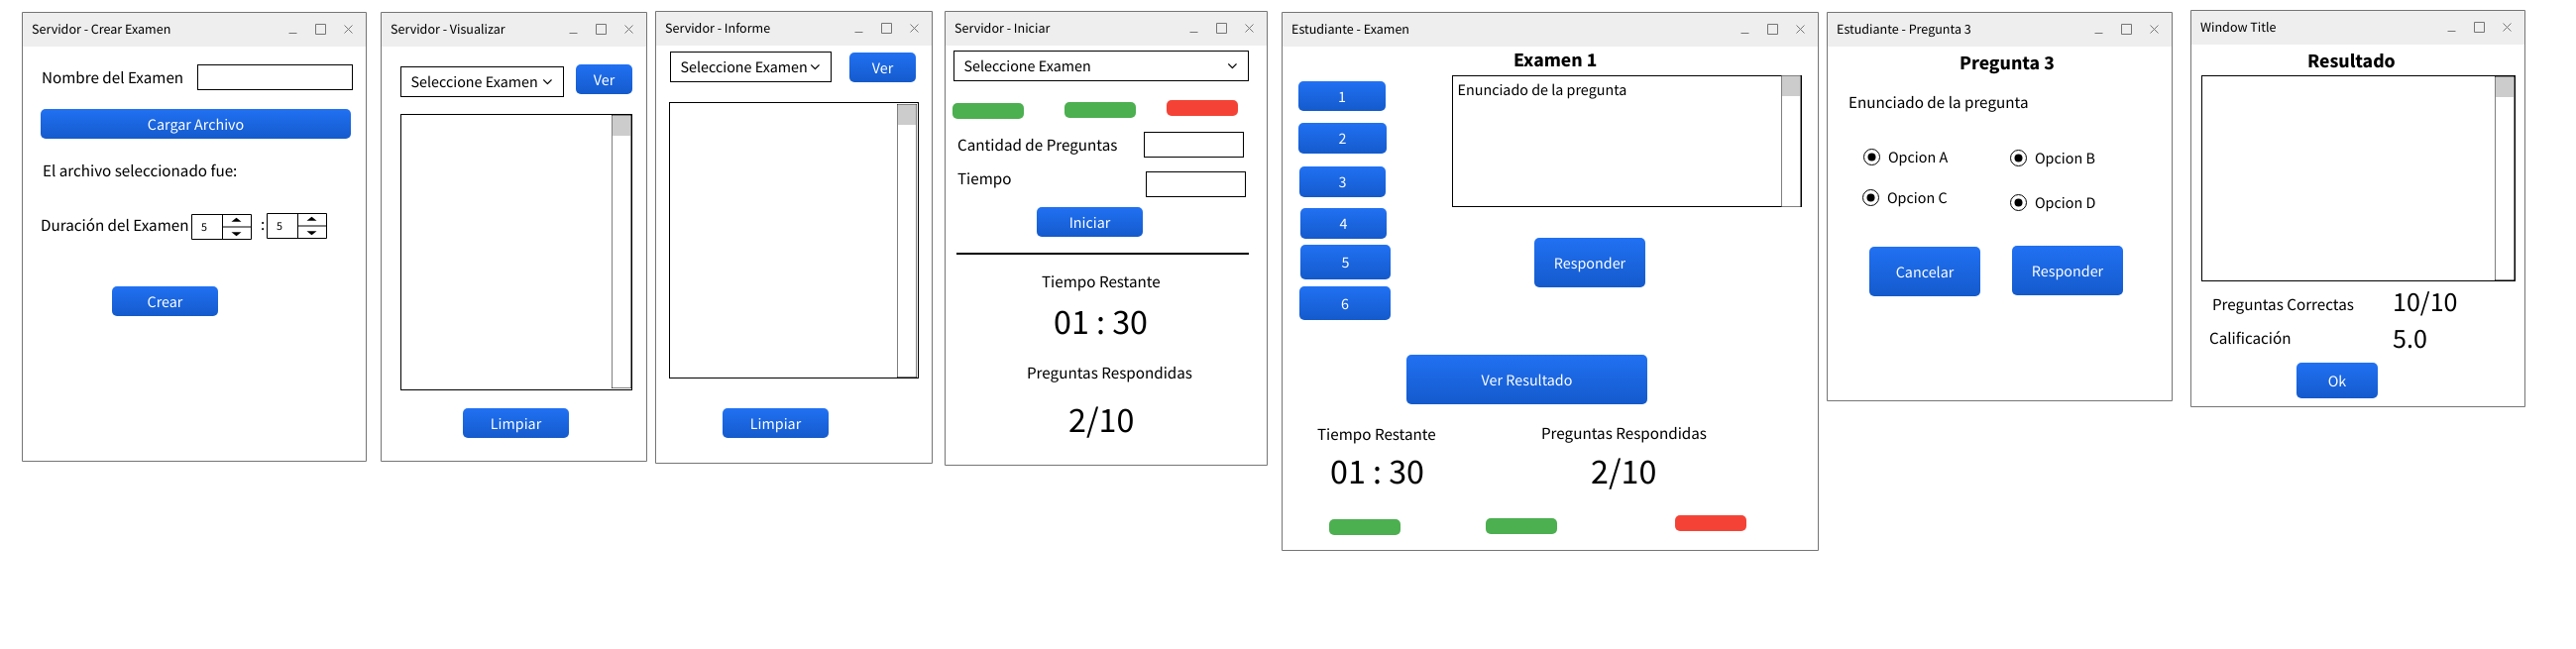 Servidor - Crear Examen
Nombre del Examen
Cargar Archivo
El archivo seleccionado fue:
Duración del Examen 5 : 5
Crear
Servidor - Visualizar
Seleccione Examen Ver
Limpiar
Servidor - Informe
Seleccione Examen Ver
Limpiar
Servidor - Iniciar
Seleccione Examen
Cantidad de Preguntas
Tiempo
Iniciar
Tiempo Restante
01 : 30
Preguntas Respondidas
2/10
Estudiante - Examen
Examen 1
Enunciado de la pregunta
1
2
3
4
5
6
Responder
Ver Resultado
Tiempo Restante Preguntas Respondidas
01 : 30 2/10
Estudiante - Pregunta 3
Pregunta 3
Enunciado de la pregunta
Opcion A Opcion B
Opcion C Opcion D
Cancelar Responder
Window Title
Resultado
Preguntas Correctas 10/10
Calificación 5.0
Ok